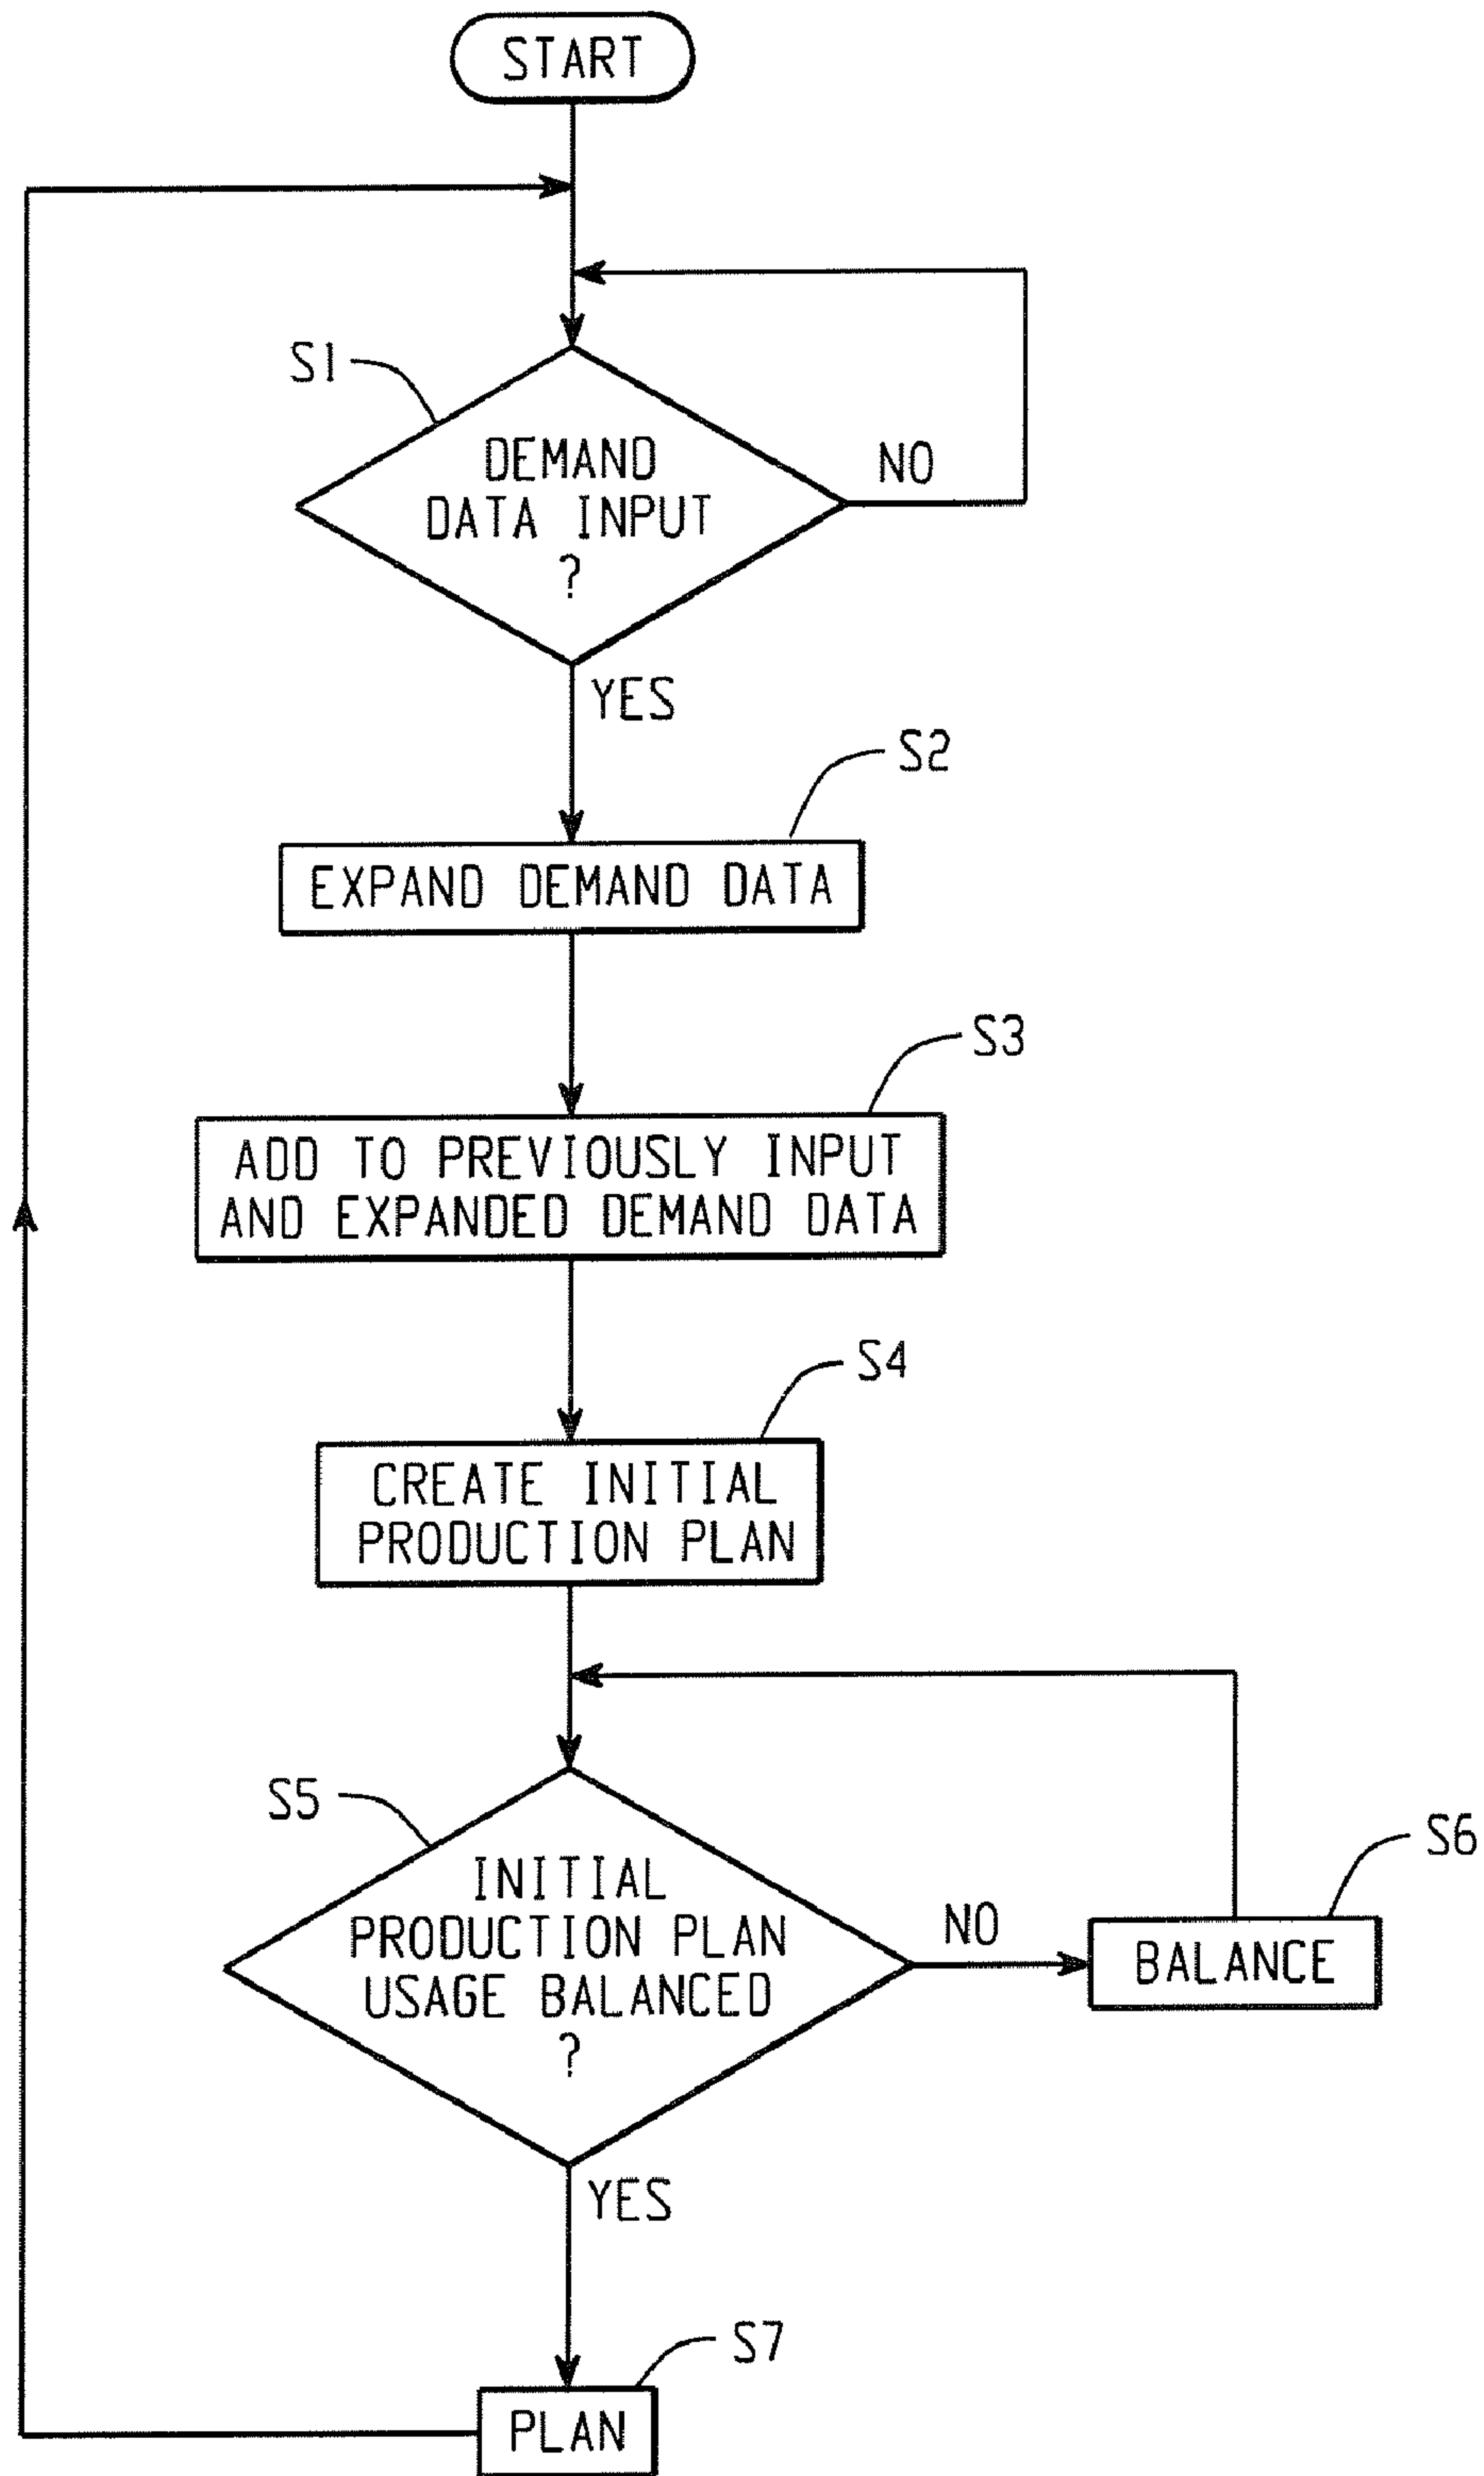 START
S1
DEMAND
DATA INPUT
?
NO
YES
S2
EXPAND DEMAND DATA
S3
ADD TO PREVIOUSLY INPUT
AND EXPANDED DEMAND DATA
S4
CREATE INITIAL
PRODUCTION PLAN
S5
INITIAL
PRODUCTION PLAN
USAGE BALANCED
?
NO
S6
BALANCE
YES
S7
PLAN